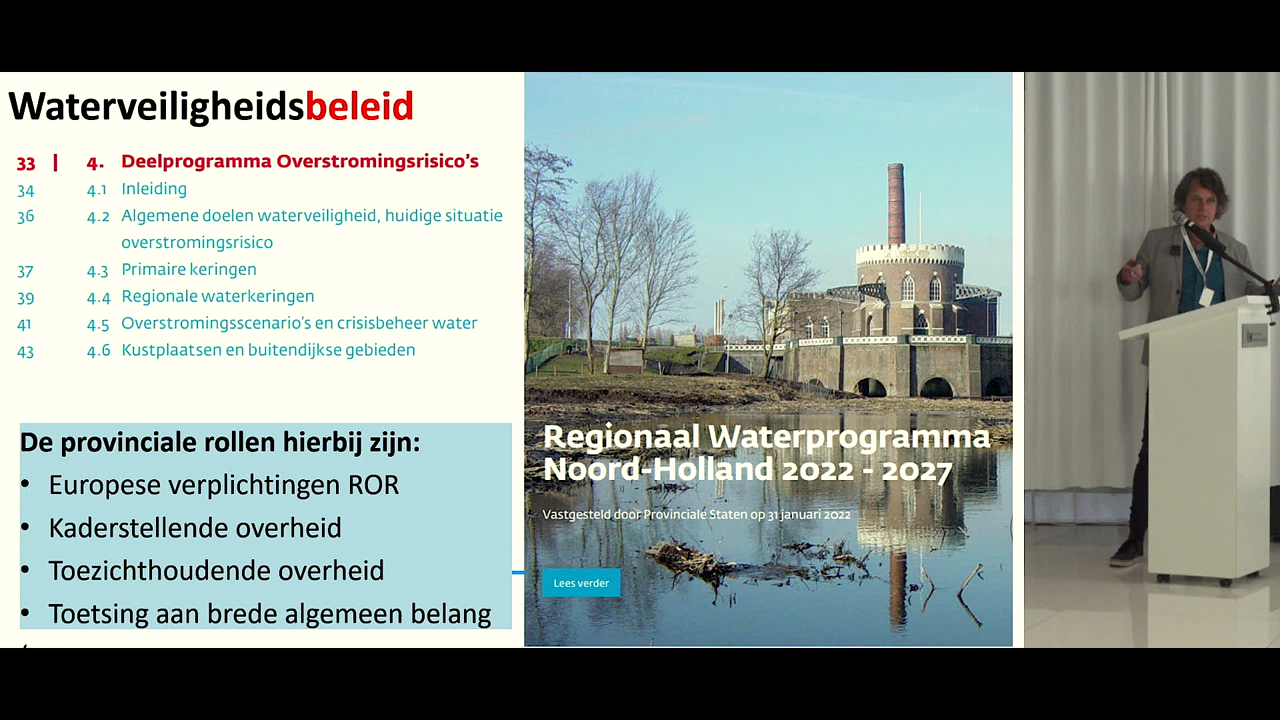 Waterveiligheidsbeleid
33 | 4. Deelprogramma Overstromingsrisico's
34 4.1 Inleiding
36 4.2 Algemene doelen waterveiligheid, huidige situatie
overstromingsrisico
37 4.3 Primaire keringen
39 4.4 Regionale waterkeringen
41 4.5 Overstromingsscenario's en crisisbeheer water
43 4.6 Kustplaatsen en buitendijkse gebieden
De provinciale rollen hierbij zijn:
• Europese verplichtingen ROR
• Kaderstellende overheid
• Toezichthoudende overheid
• Toetsing aan brede algemeen belang
Regionaal Waterprogramma
Noord-Holland 2022 - 2027
Vastgesteld door Provinciale Staten op 31 januari 2022
Lees verder